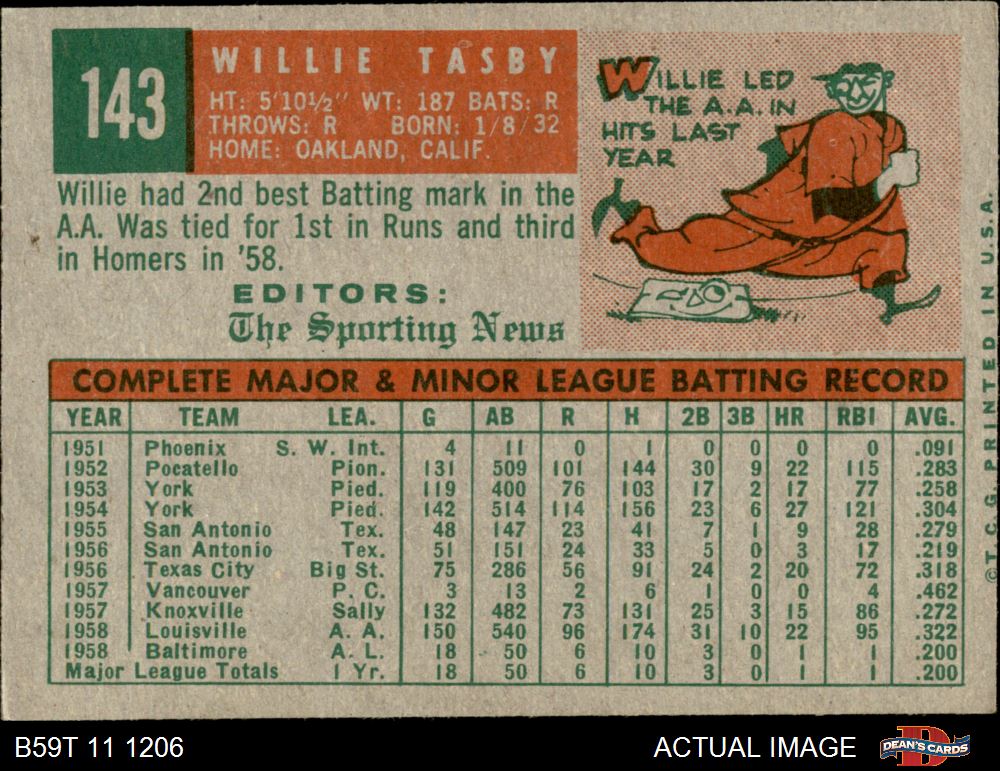 143
WILLIE TASBY
HT: 5'10½" WT: 187 BATS: R
THROWS: R BORN: 1/8/32
HOME: OAKLAND, CALIF.
WILLIE LED
THE A.A. IN
HITS LAST
YEAR
Willie had 2nd best Batting mark in the
A.A. Was tied for 1st in Runs and third
in Homers in '58.
EDITORS:
The Sporting News
COMPLETE MAJOR & MINOR LEAGUE BATTING RECORD
YEAR TEAM LEA. G AB R H 2B 3B HR RBI AVG.
1951 Phoenix S. W. Int. 4 11 0 1 0 0 0 0 .091
1952 Pocatello Pion. 131 509 101 144 30 9 22 115 .283
1953 York Pied. 119 400 76 103 17 2 17 77 .258
1954 York Pied. 142 514 114 156 23 6 27 121 .304
1955 San Antonio Tex. 48 147 23 41 7 1 9 28 .279
1956 San Antonio Tex. 51 151 24 33 5 0 3 17 .219
1956 Texas City Big St. 75 286 56 91 24 2 20 72 .318
1957 Vancouver P. C. 3 13 2 6 1 0 0 4 .462
1957 Knoxville Sally 132 482 73 131 25 3 15 86 .272
1958 Louisville A. A. 150 540 96 174 31 10 22 95 .322
1958 Baltimore A. L. 18 50 6 10 3 0 1 1 .200
Major League Totals 1 Yr. 18 50 6 10 3 0 1 1 .200
©T. C. G. PRINTED IN U.S.A.
B59T 11 1206
ACTUAL IMAGE
DEAN'S CARDS